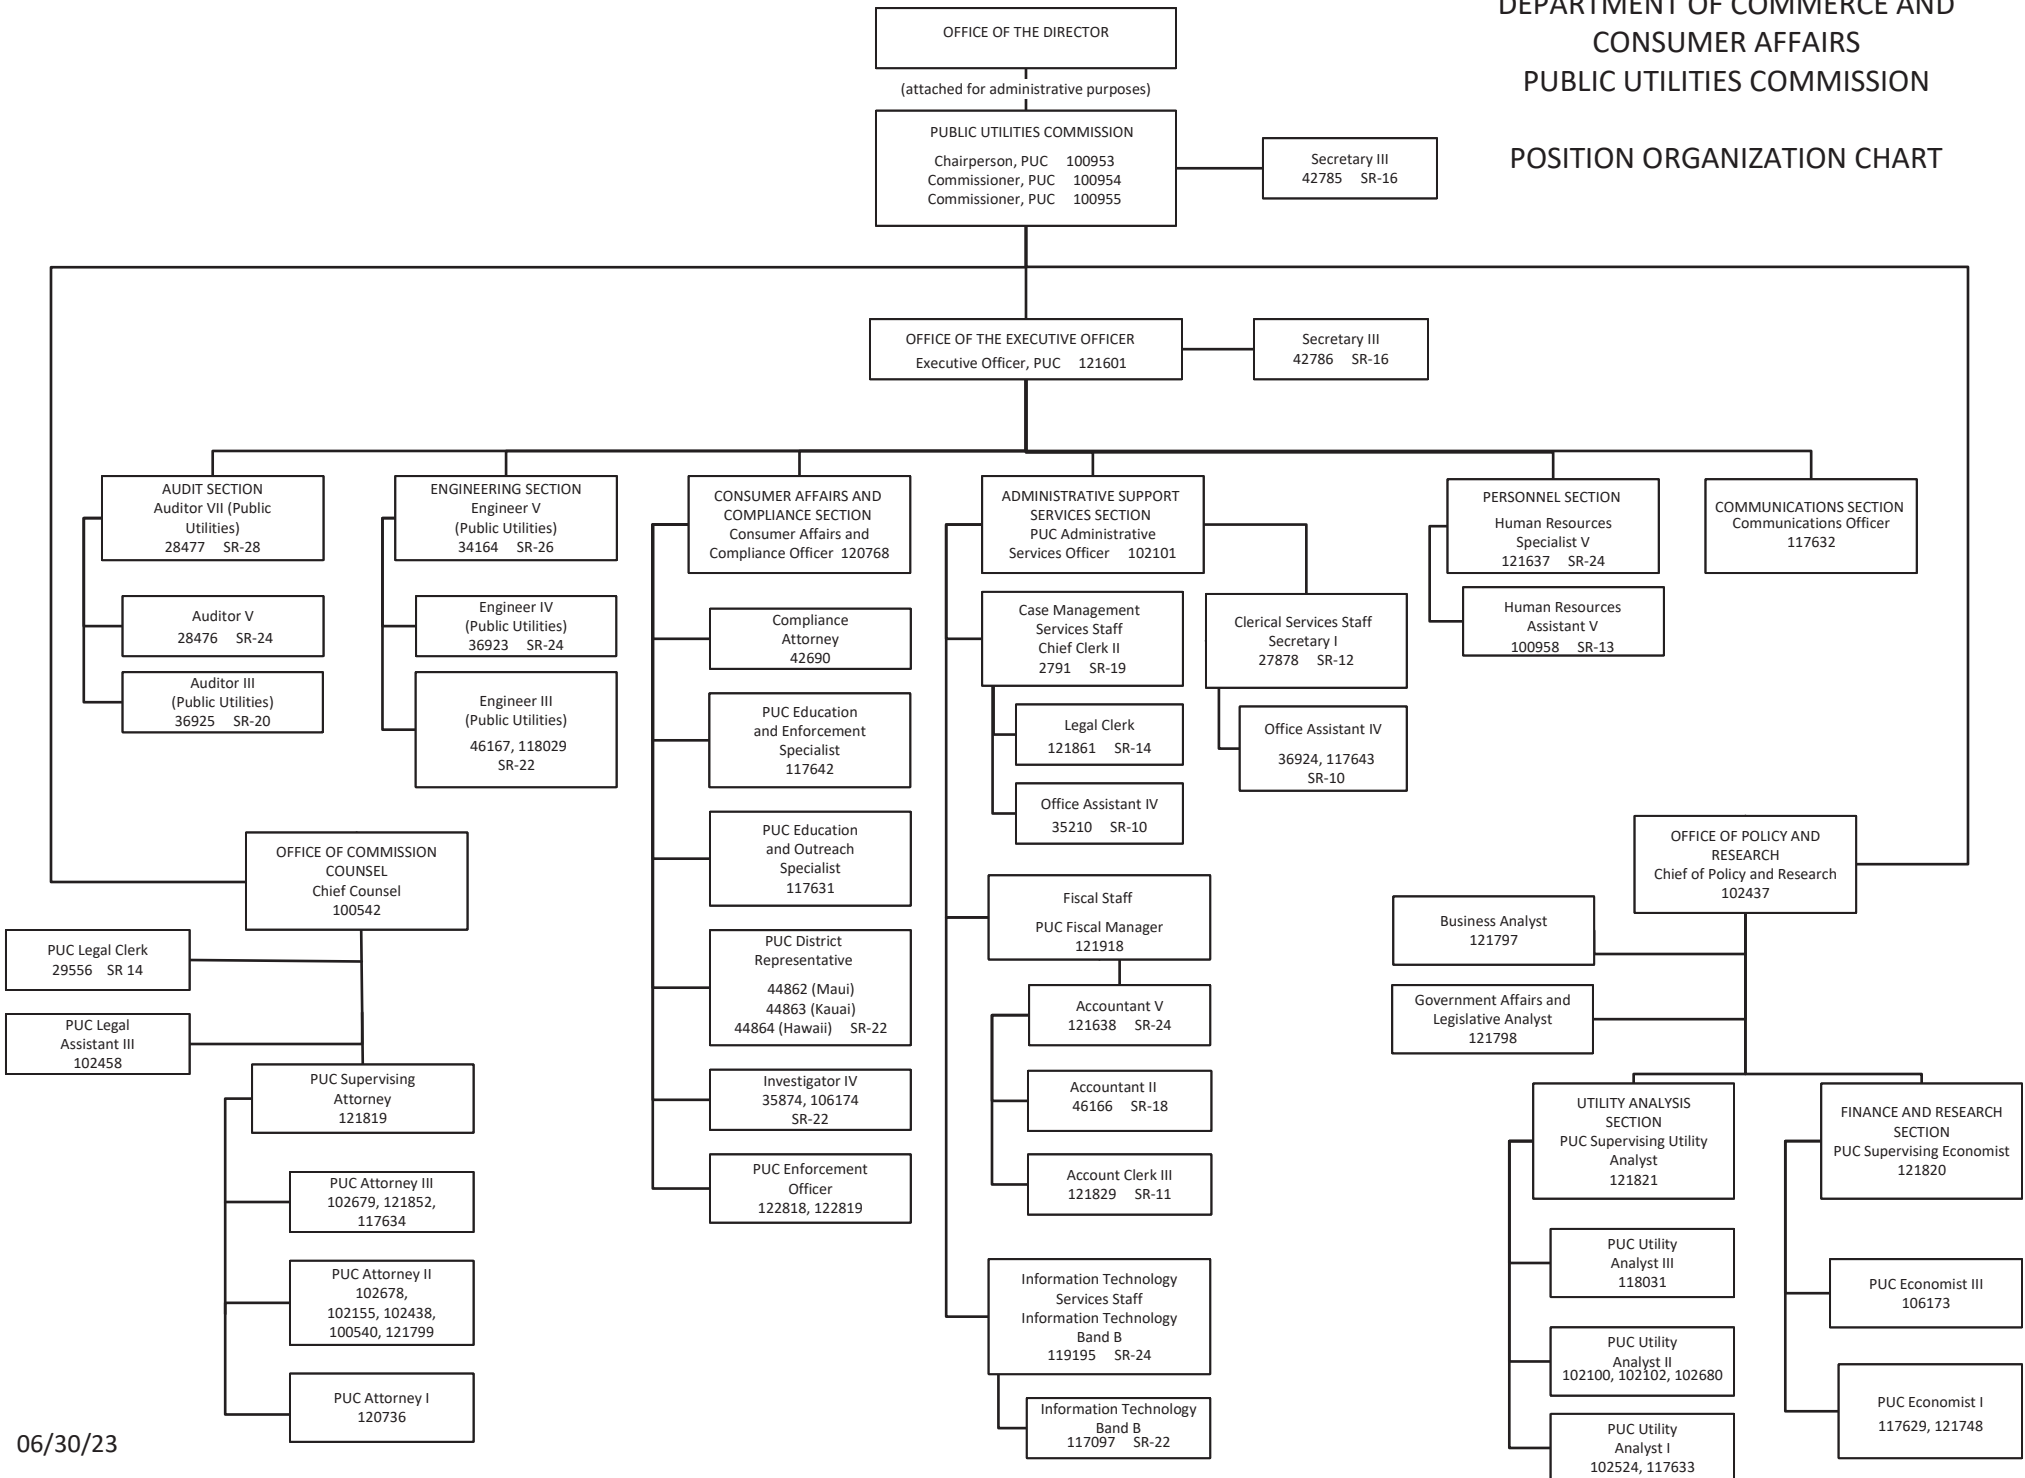 DEPARTMENT OF COMMERCE AND
CONSUMER AFFAIRS
PUBLIC UTILITIES COMMISSION
POSITION ORGANIZATION CHART
OFFICE OF THE DIRECTOR
(attached for administrative purposes)
PUBLIC UTILITIES COMMISSION
Chairperson, PUC 100953
Commissioner, PUC 100954
Commissioner, PUC 100955
Secretary III
42785 SR-16
OFFICE OF THE EXECUTIVE OFFICER
Executive Officer, PUC 121601
Secretary III
42786 SR-16
AUDIT SECTION
Auditor VII (Public
Utilities)
28477 SR-28
Auditor V
28476 SR-24
Auditor III
(Public Utilities)
36925 SR-20
ENGINEERING SECTION
Engineer V
(Public Utilities)
34164 SR-26
Engineer IV
(Public Utilities)
36923 SR-24
Engineer III
(Public Utilities)
46167, 118029
SR-22
CONSUMER AFFAIRS AND
COMPLIANCE SECTION
Consumer Affairs and
Compliance Officer 120768
Compliance
Attorney
42690
PUC Education
and Enforcement
Specialist
117642
PUC Education
and Outreach
Specialist
117631
PUC District
Representative
44862 (Maui)
44863 (Kauai)
44864 (Hawaii) SR-22
Investigator IV
35874, 106174
SR-22
PUC Enforcement
Officer
122818, 122819
ADMINISTRATIVE SUPPORT
SERVICES SECTION
PUC Administrative
Services Officer 102101
Case Management
Services Staff
Chief Clerk II
2791 SR-19
Legal Clerk
121861 SR-14
Office Assistant IV
35210 SR-10
Clerical Services Staff
Secretary I
27878 SR-12
Office Assistant IV
36924, 117643
SR-10
Fiscal Staff
PUC Fiscal Manager
121918
Accountant V
121638 SR-24
Accountant II
46166 SR-18
Account Clerk III
121829 SR-11
Information Technology
Services Staff
Information Technology
Band B
119195 SR-24
Information Technology
Band B
117097 SR-22
PERSONNEL SECTION
Human Resources
Specialist V
121637 SR-24
Human Resources
Assistant V
100958 SR-13
COMMUNICATIONS SECTION
Communications Officer
117632
OFFICE OF COMMISSION
COUNSEL
Chief Counsel
100542
PUC Legal Clerk
29556 SR 14
PUC Legal
Assistant III
102458
PUC Supervising
Attorney
121819
PUC Attorney III
102679, 121852,
117634
PUC Attorney II
102678,
102155, 102438,
100540, 121799
PUC Attorney I
120736
OFFICE OF POLICY AND
RESEARCH
Chief of Policy and Research
102437
Business Analyst
121797
Government Affairs and
Legislative Analyst
121798
UTILITY ANALYSIS
SECTION
PUC Supervising Utility
Analyst
121821
PUC Utility
Analyst III
118031
PUC Utility
Analyst II
102100, 102102, 102680
PUC Utility
Analyst I
102524, 117633
FINANCE AND RESEARCH
SECTION
PUC Supervising Economist
121820
PUC Economist III
106173
PUC Economist I
117629, 121748
06/30/23